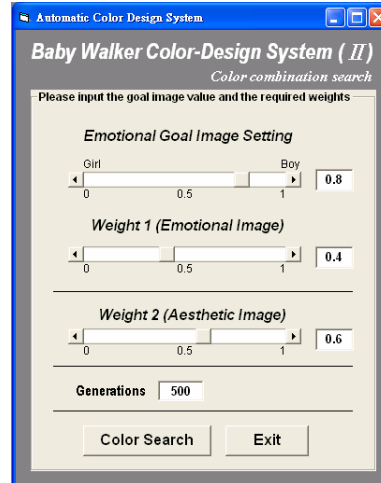 Automatic Color Design System
Baby Walker Color-Design System ( II )
Color combination search
Please input the goal image value and the required weights
Emotional Goal Image Setting
Girl Boy
0.8
0 0.5 1
Weight 1 (Emotional Image)
0.4
0 0.5 1
Weight 2 (Aesthetic Image)
0.6
0 0.5 1
Generations 500
Color Search Exit